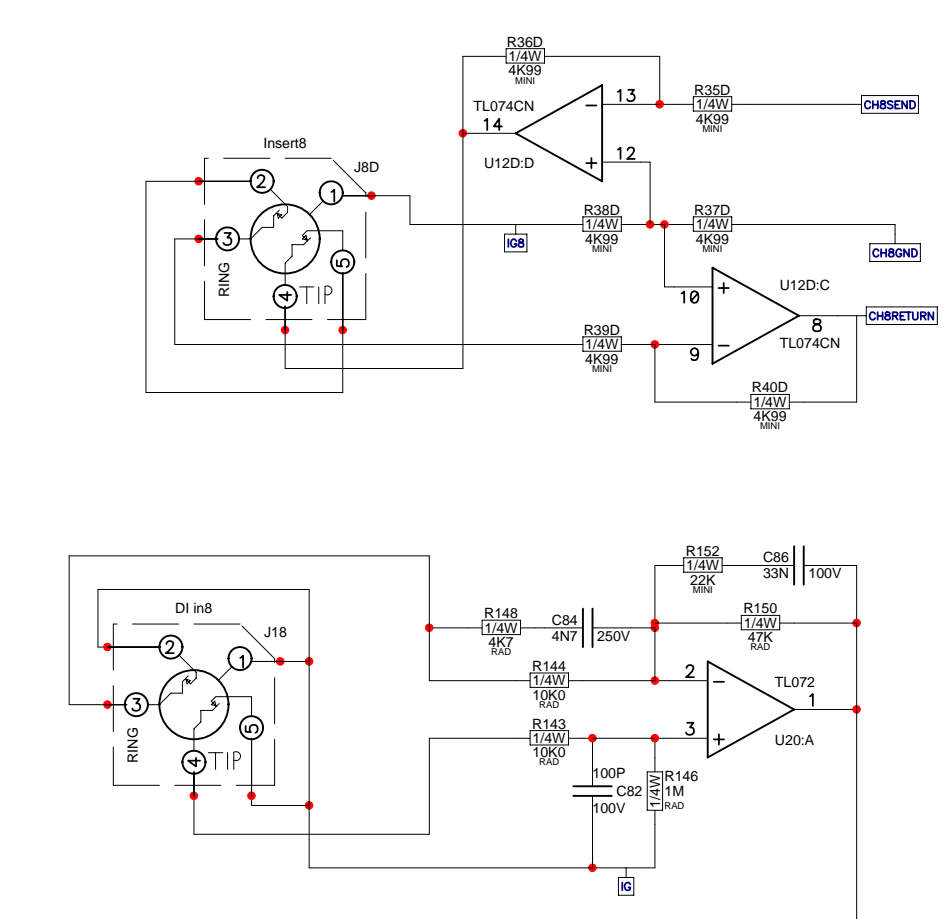 R36D
1/4W
4K99
MINI
TL074CN
13
14
R35D
1/4W
4K99
MINI
CH8SEND
Insert8
J8D
U12D:D
12
2
1
R38D
1/4W
4K99
MINI
R37D
1/4W
4K99
MINI
IG8
CH8GND
3
RING
5
4
TIP
10
U12D:C
CH8RETURN
8
TL074CN
9
R39D
1/4W
4K99
MINI
R40D
1/4W
4K99
MINI
R152
1/4W
22K
MINI
C86
33N
100V
DI in8
J18
R148
1/4W
4K7
RAD
C84
4N7
250V
R150
1/4W
47K
RAD
2
1
R144
1/4W
10K0
RAD
2
TL072
1
3
RING
5
4
TIP
R143
1/4W
10K0
RAD
3
U20:A
100P
C82
100V
1/4W
R146
1M
RAD
IG